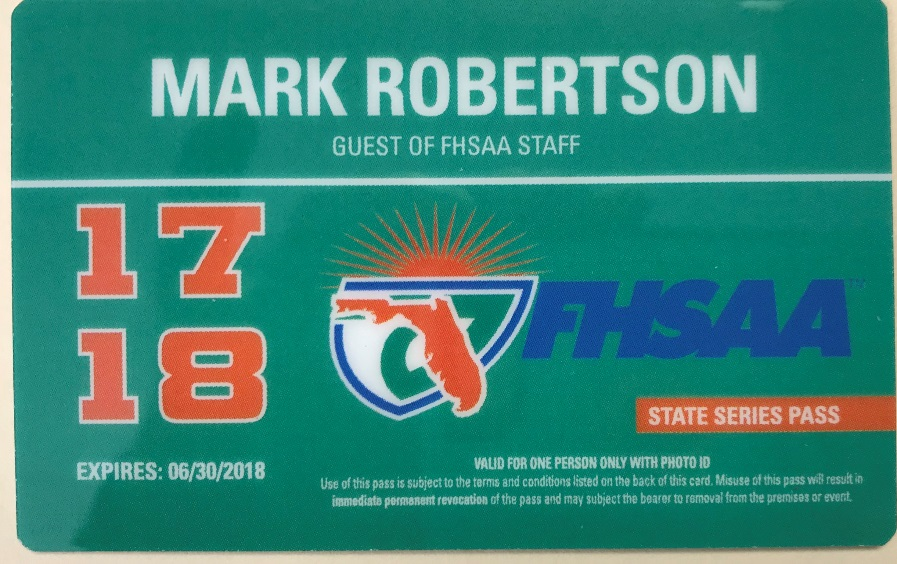 MARK ROBERTSON
GUEST OF FHSAA STAFF
17
18
FHSAA™
STATE SERIES PASS
EXPIRES: 06/30/2018
VALID FOR ONE PERSON ONLY WITH PHOTO ID
Use of this pass is subject to the terms and conditions listed on the back of this card. Misuse of this pass will result in
immediate permanent revocation of the pass and may subject the bearer to removal from the premises or event.